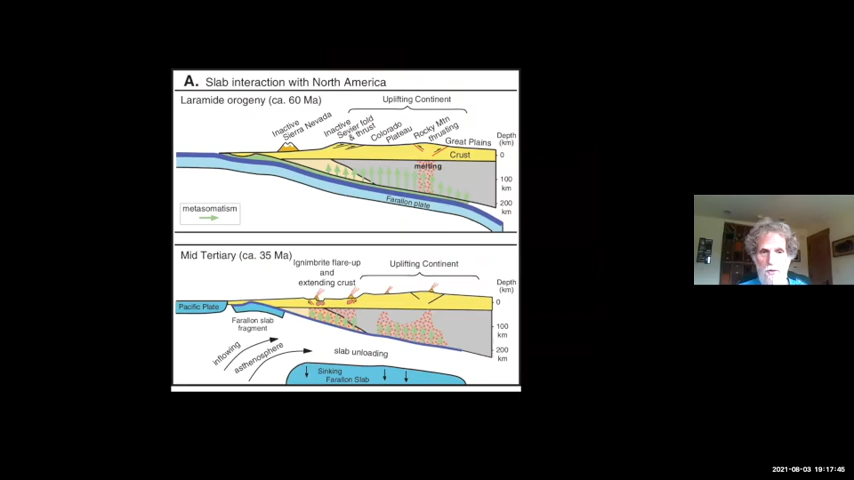 A. Slab interaction with North America
Laramide orogeny (ca. 60 Ma)
Uplifting Continent
Inactive
Sierra Nevada
Inactive
Sevier fold
& thrust
Colorado
Plateau
Rocky Mtn
thrusting
Great Plains
Depth
(km)
0
Crust
melting
100
km
200
km
Farallon plate
metasomatism
Mid Tertiary (ca. 35 Ma)
Ignimbrite flare-up
and
extending crust
Uplifting Continent
Depth
(km)
0
Pacific Plate
Farallon slab
fragment
100
km
200
km
inflowing
asthenosphere
slab unloading
Sinking
Farallon Slab
2021-08-03 19:17:45